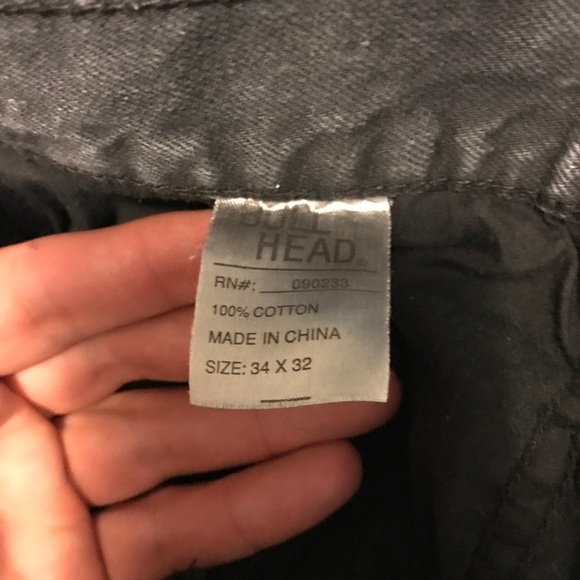 BULL
HEAD®
RN#: 090233
100% COTTON
MADE IN CHINA
SIZE: 34 X 32